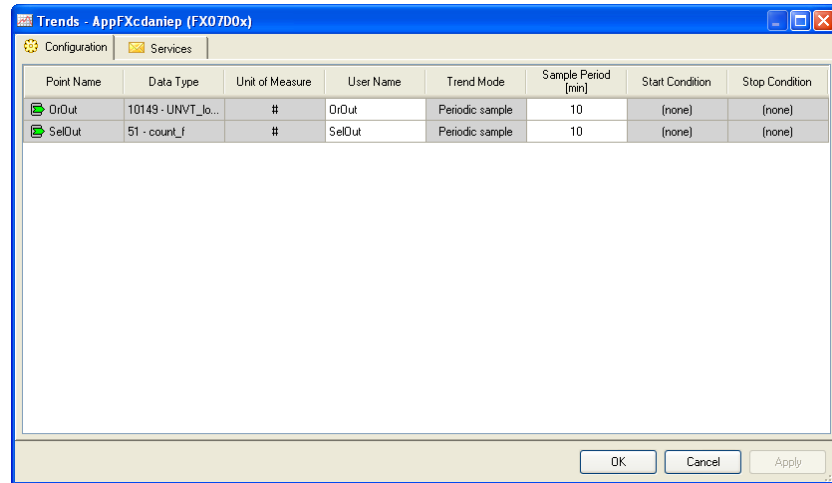 Trends - AppFXcdaniep (FX07D0x)
Configuration Services
Point Name Data Type Unit of Measure User Name Trend Mode Sample Period [min] Start Condition Stop Condition
OrOut 10149 - UNVT_lo... # OrOut Periodic sample 10 (none) (none)
SelOut 51 - count_f # SelOut Periodic sample 10 (none) (none)
OK Cancel Apply